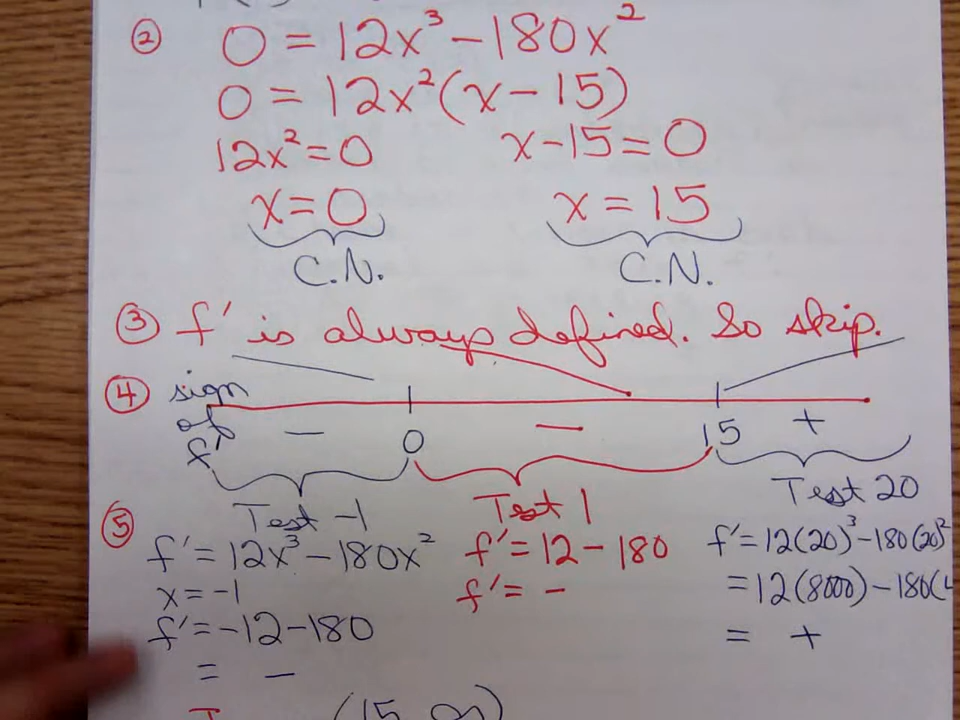 ② 0 = 12x³ - 180x²
0 = 12x²(x - 15)
12x² = 0 x - 15 = 0
x = 0 x = 15
C.N. C.N.
③ f' is always defined. So skip.
④ sign of f' — 0 — 15 +
Test -1 Test 1 Test 20
⑤ f' = 12x³ - 180x² f' = 12 - 180 f' = 12(20)³ - 180(20)²
x = -1 f' = - = 12(8000) - 180(4
f' = -12 - 180 = +
= -
(15, ∞)